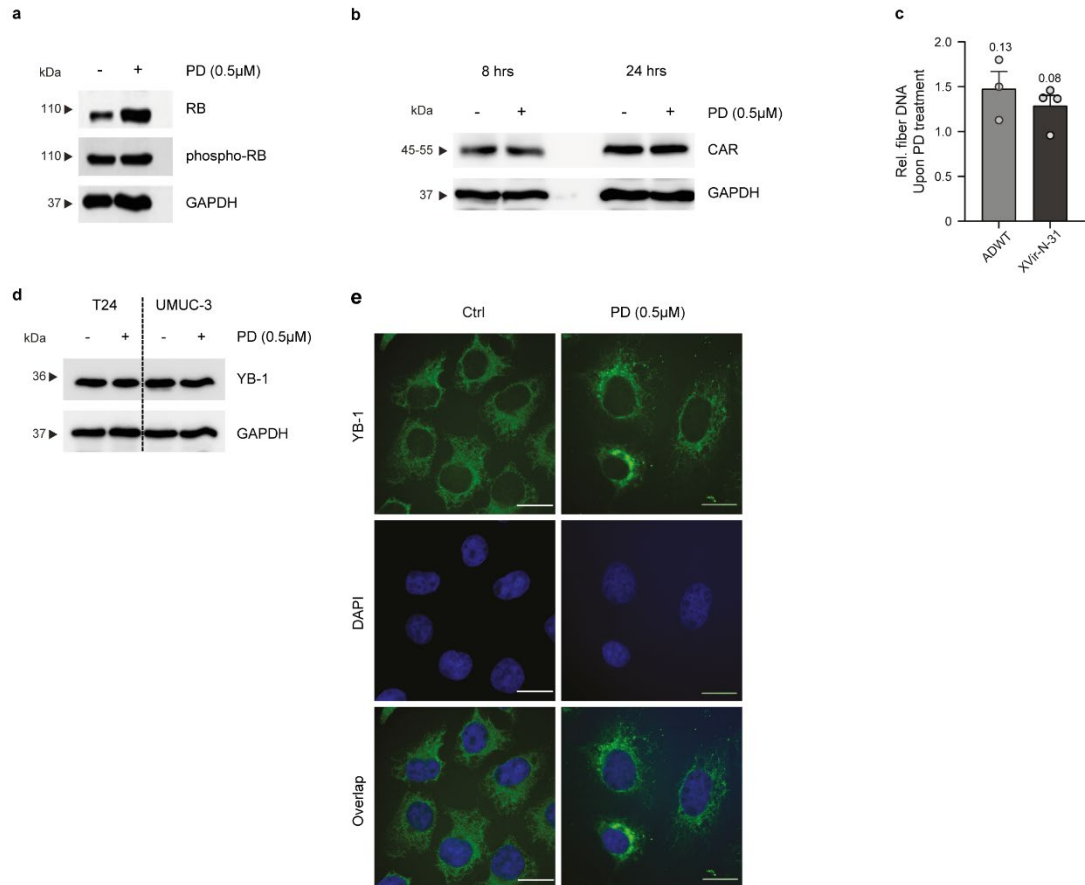 a
kDa
- + PD (0.5µM)
110 RB
110 phospho-RB
37 GAPDH
b
8 hrs 24 hrs
kDa
- + - + PD (0.5µM)
45-55 CAR
37 GAPDH
c
Rel. fiber DNA
Upon PD treatment
2.0
1.5
1.0
0.5
0
0.13
0.08
ADWT
XVir-N-31
d
T24 UMUC-3
kDa
- + - + PD (0.5µM)
36 YB-1
37 GAPDH
e
Ctrl PD (0.5µM)
YB-1
DAPI
Overlap